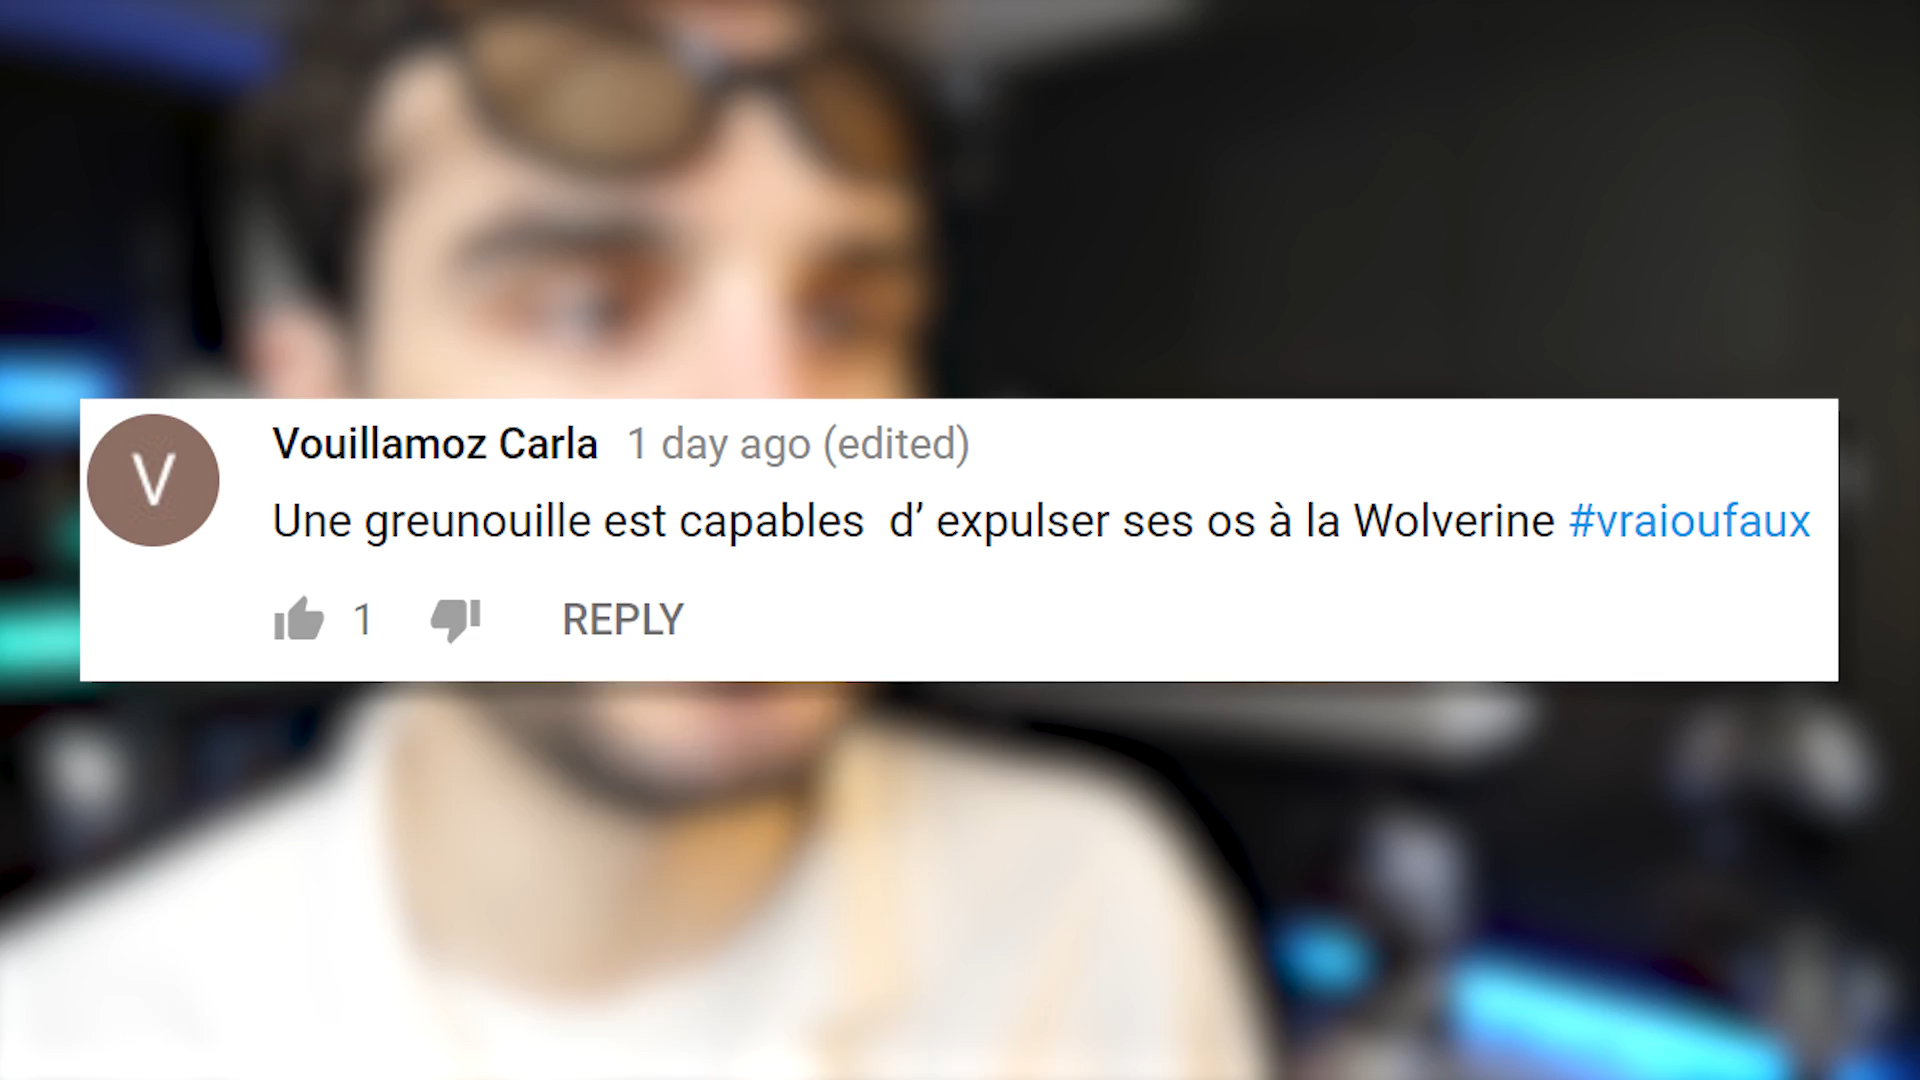 V
Vouillamoz Carla 1 day ago (edited)
Une greunouille est capables d’ expulser ses os à la Wolverine #vraioufaux
1 REPLY